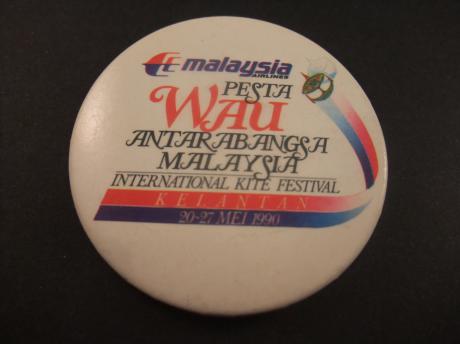 malaysia
AIRLINES
PESTA
WAU
ANTARABANGSA
MALAYSIA
INTERNATIONAL KITE FESTIVAL
KELANTAN
20-27 MEI 1990